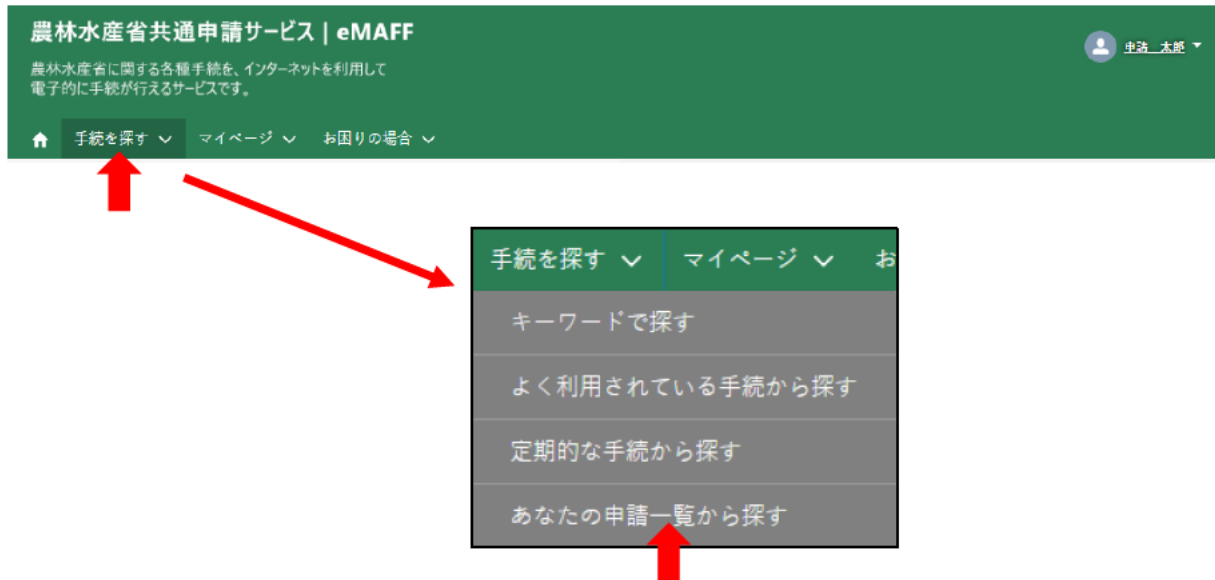 農林水産省共通申請サービス | eMAFF
農林水産省に関する各種手続を、インターネットを利用して
電子的に手続が行えるサービスです。
申請 太郎
手続を探す マイページ お困りの場合
手続を探す マイページ お
キーワードで探す
よく利用されている手続から探す
定期的な手続から探す
あなたの申請一覧から探す